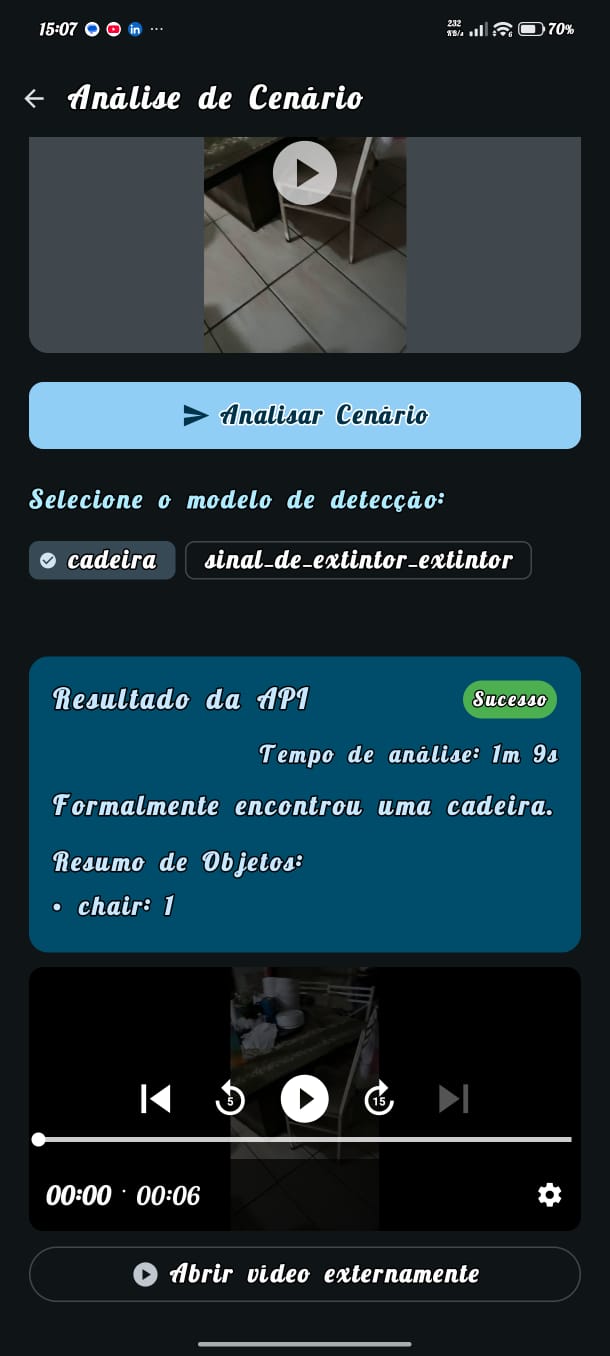 15:07 232 KB/s 70%
Análise de Cenário
Analisar Cenário
Selecione o modelo de detecção:
cadeira sinal_de_extintor_extintor
Resultado da API Sucesso
Tempo de análise: 1m 9s
Formalmente encontrou uma cadeira.
Resumo de Objetos:
• chair: 1
5 15
00:00 · 00:06
Abrir vídeo externamente